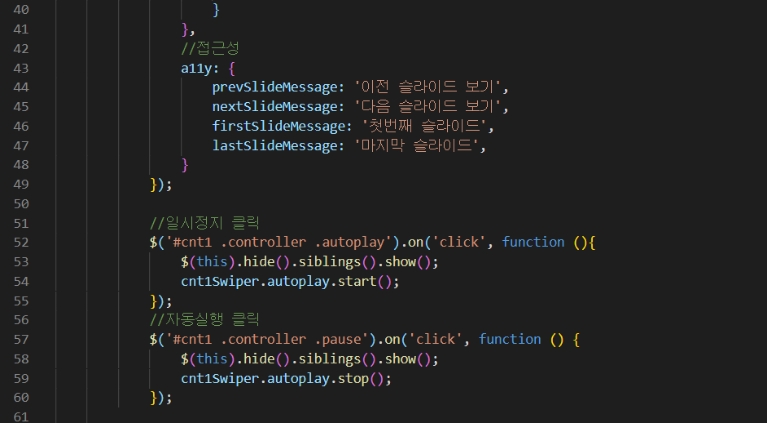 40 }
41 },
42 //접근성
43 a11y: {
44 prevSlideMessage: '이전 슬라이드 보기',
45 nextSlideMessage: '다음 슬라이드 보기',
46 firstSlideMessage: '첫번째 슬라이드',
47 lastSlideMessage: '마지막 슬라이드',
48 }
49 });
50
51 //일시정지 클릭
52 $('#cnt1 .controller .autoplay').on('click', function (){
53 $(this).hide().siblings().show();
54 cnt1Swiper.autoplay.start();
55 });
56 //자동실행 클릭
57 $('#cnt1 .controller .pause').on('click', function () {
58 $(this).hide().siblings().show();
59 cnt1Swiper.autoplay.stop();
60 });
61